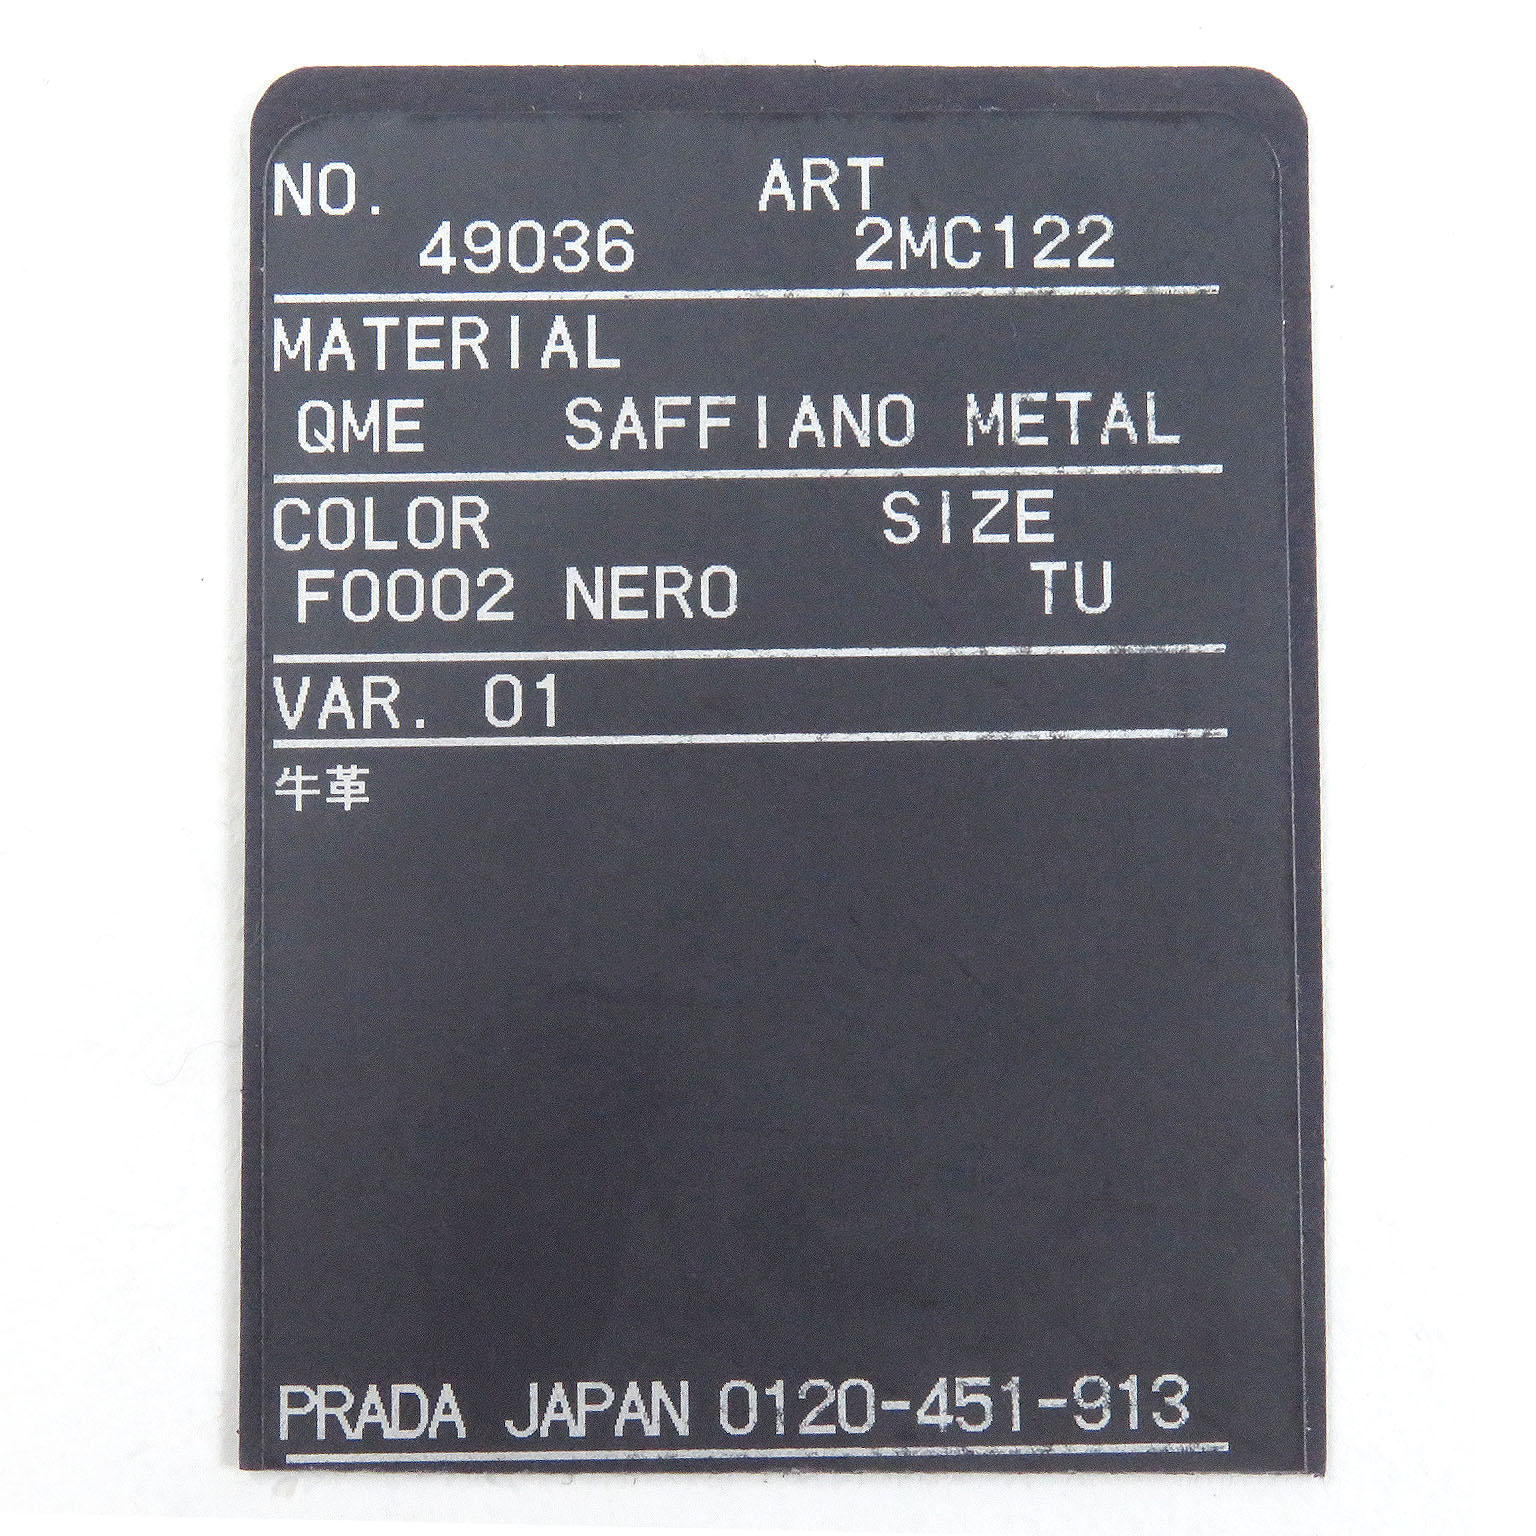 NO. ART
49036 2MC122
MATERIAL
QME SAFFIANO METAL
COLOR SIZE
F0002 NERO TU
VAR. 01
牛革
PRADA JAPAN 0120-451-913